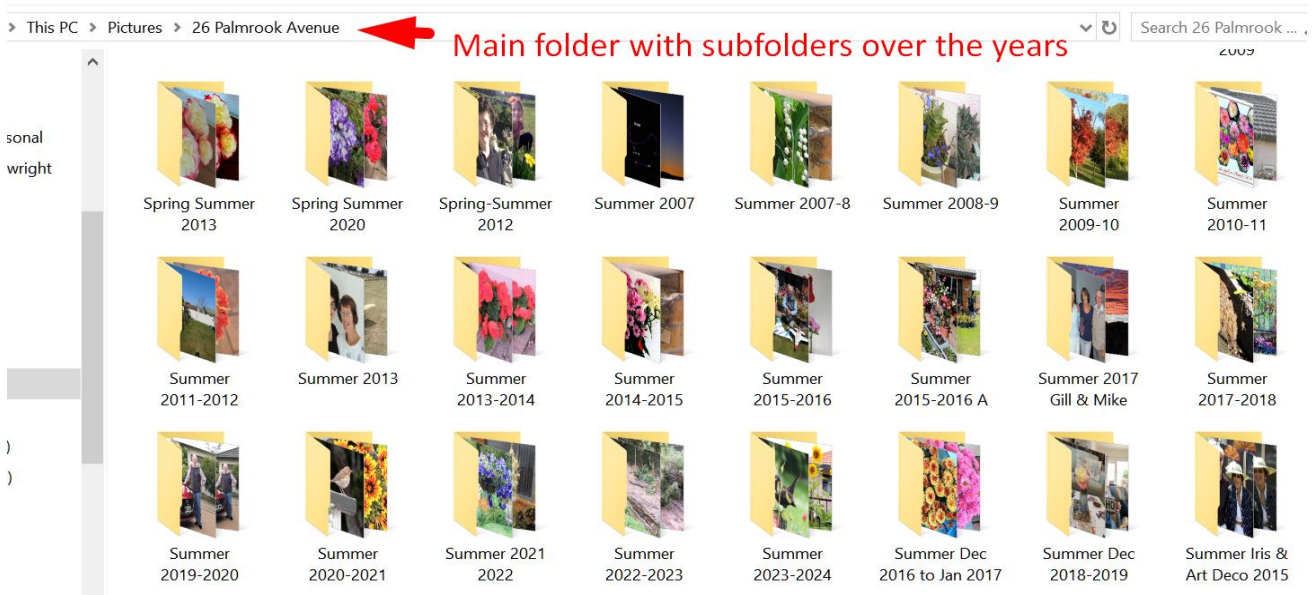 > This PC > Pictures > 26 Palmrook Avenue
Search 26 Palmrook ...
Main folder with subfolders over the years
2009
sonal
wright
Spring Summer
2013
Spring Summer
2020
Spring-Summer
2012
Summer 2007
Summer 2007-8
Summer 2008-9
Summer
2009-10
Summer
2010-11
Summer
2011-2012
Summer 2013
Summer
2013-2014
Summer
2014-2015
Summer
2015-2016
Summer
2015-2016 A
Summer 2017
Gill & Mike
Summer
2017-2018
)
)
Summer
2019-2020
Summer
2020-2021
Summer 2021
2022
Summer
2022-2023
Summer
2023-2024
Summer Dec
2016 to Jan 2017
Summer Dec
2018-2019
Summer Iris &
Art Deco 2015